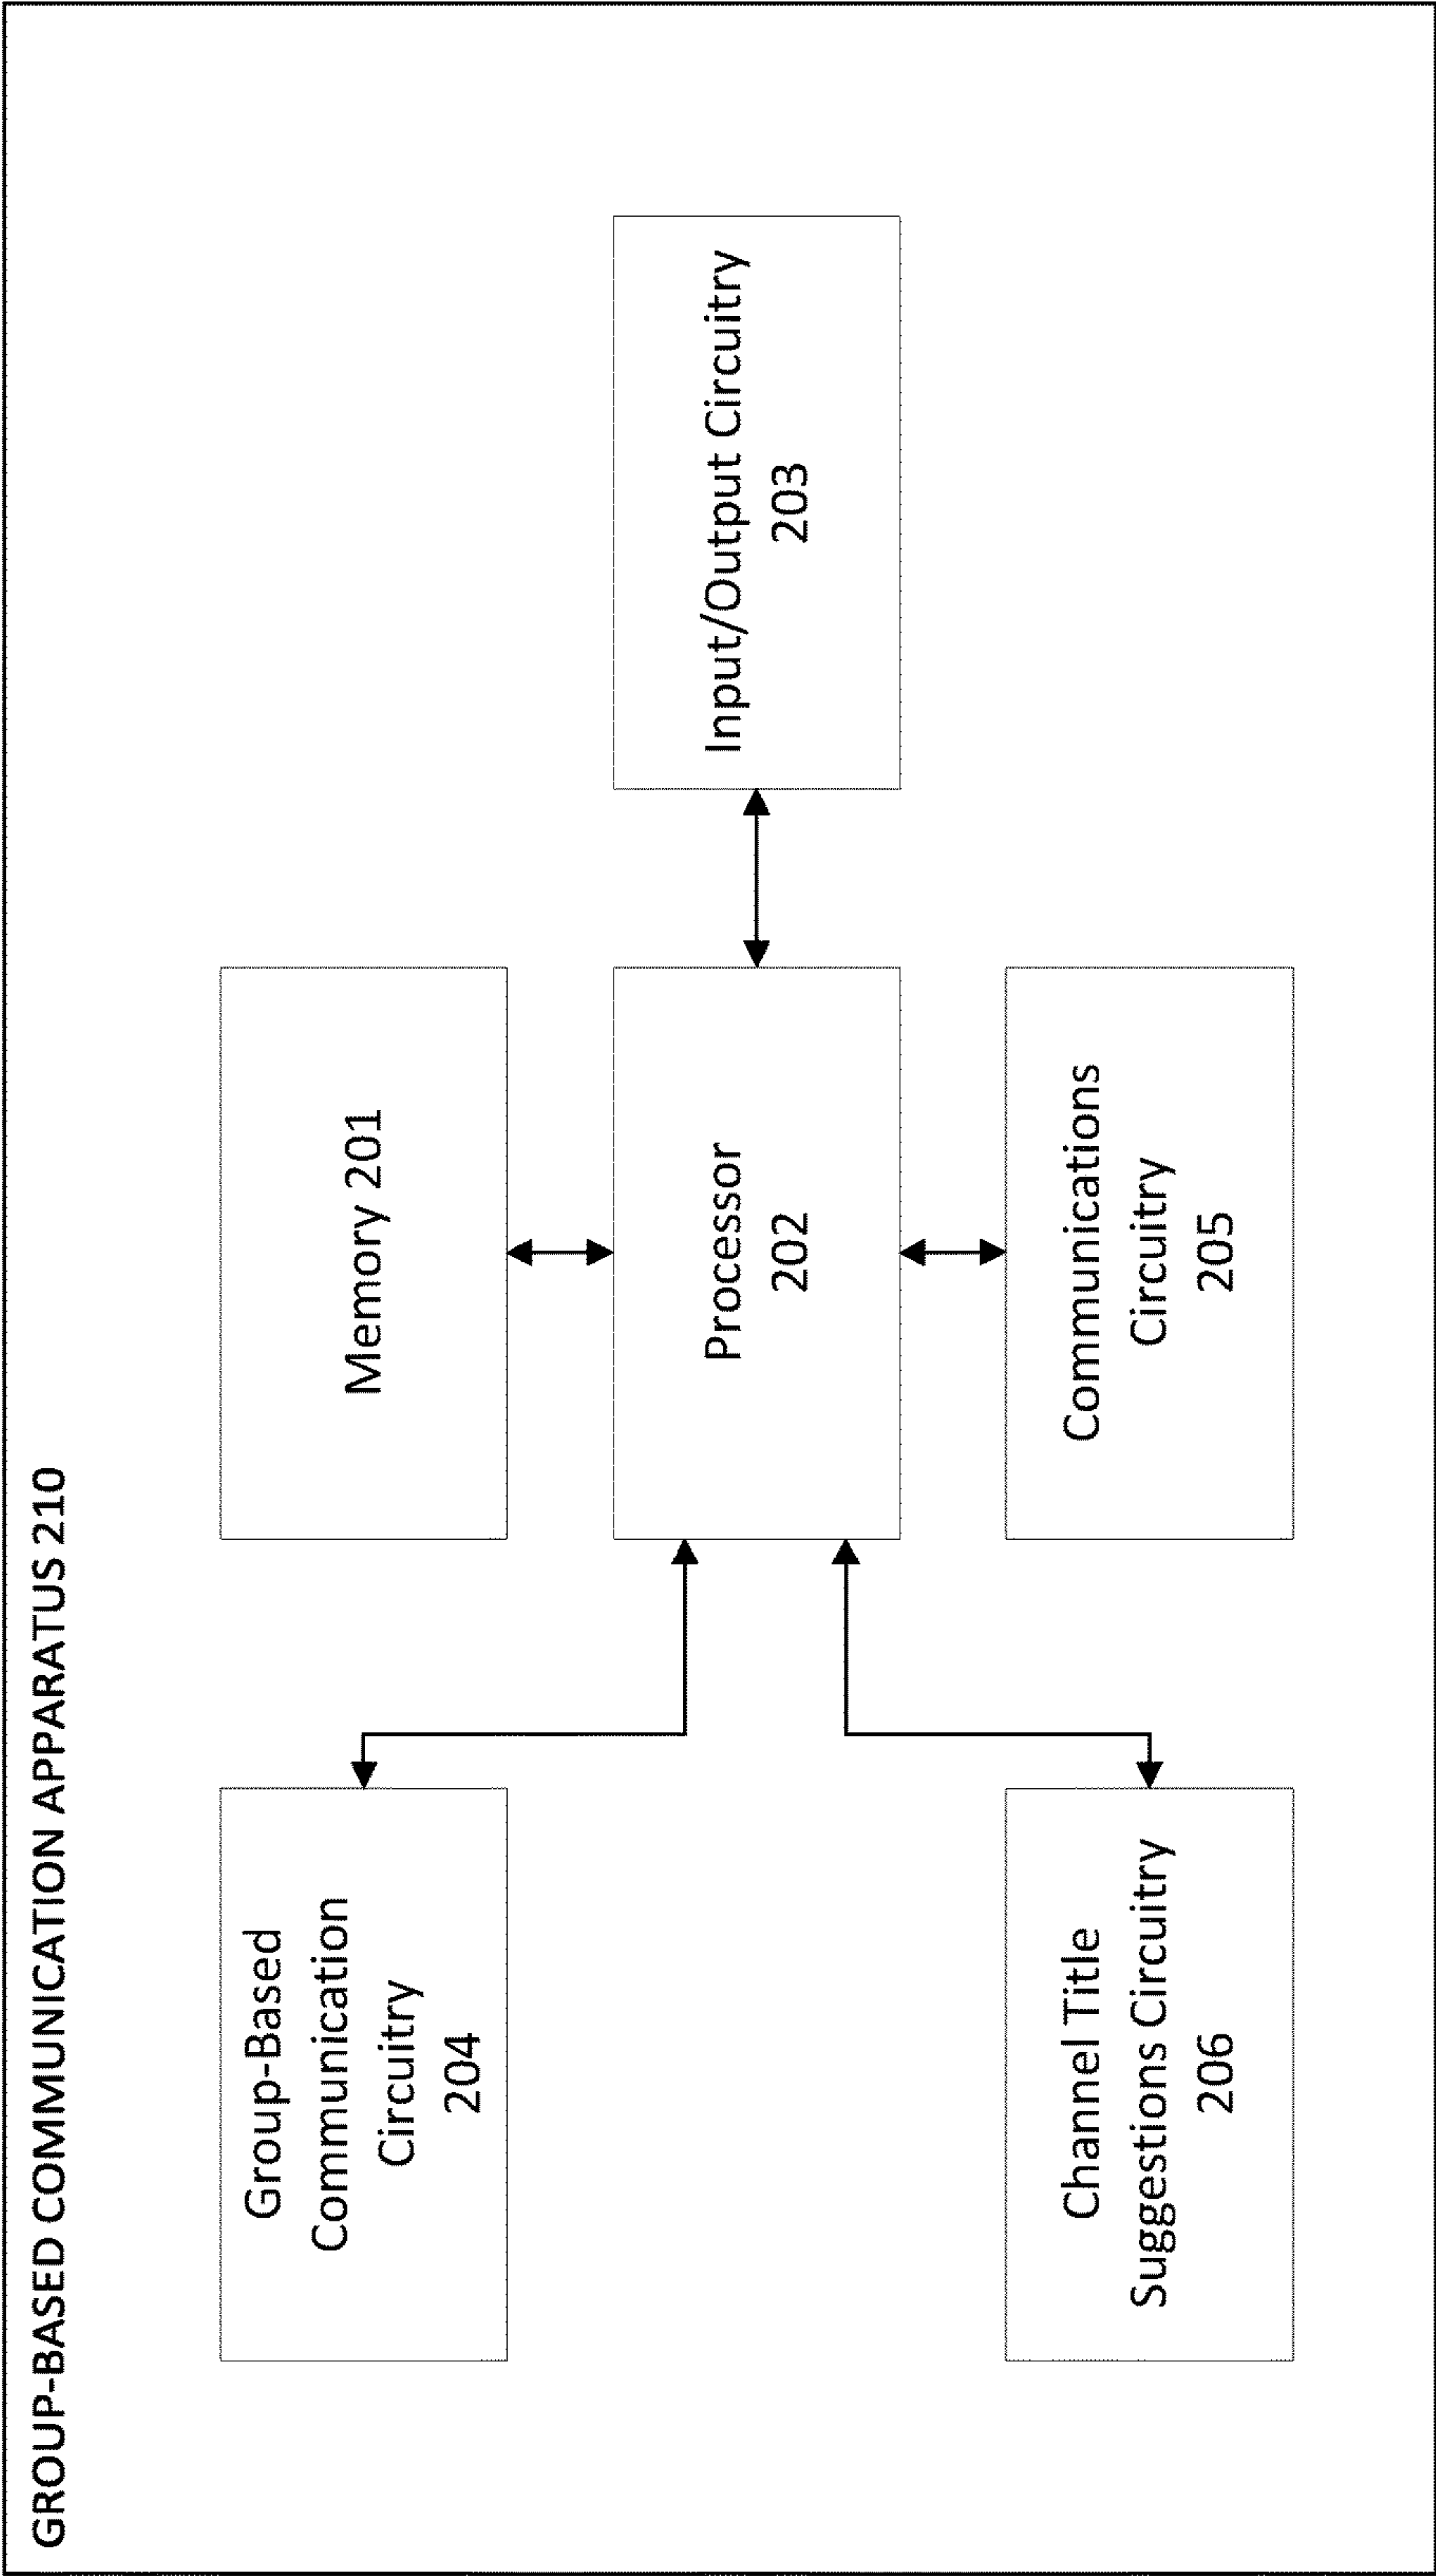 GROUP-BASED COMMUNICATION APPARATUS 210
Group-Based
Communication
Circuitry
204
Memory 201
Processor
202
Input/Output Circuitry
203
Channel Title
Suggestions Circuitry
206
Communications
Circuitry
205